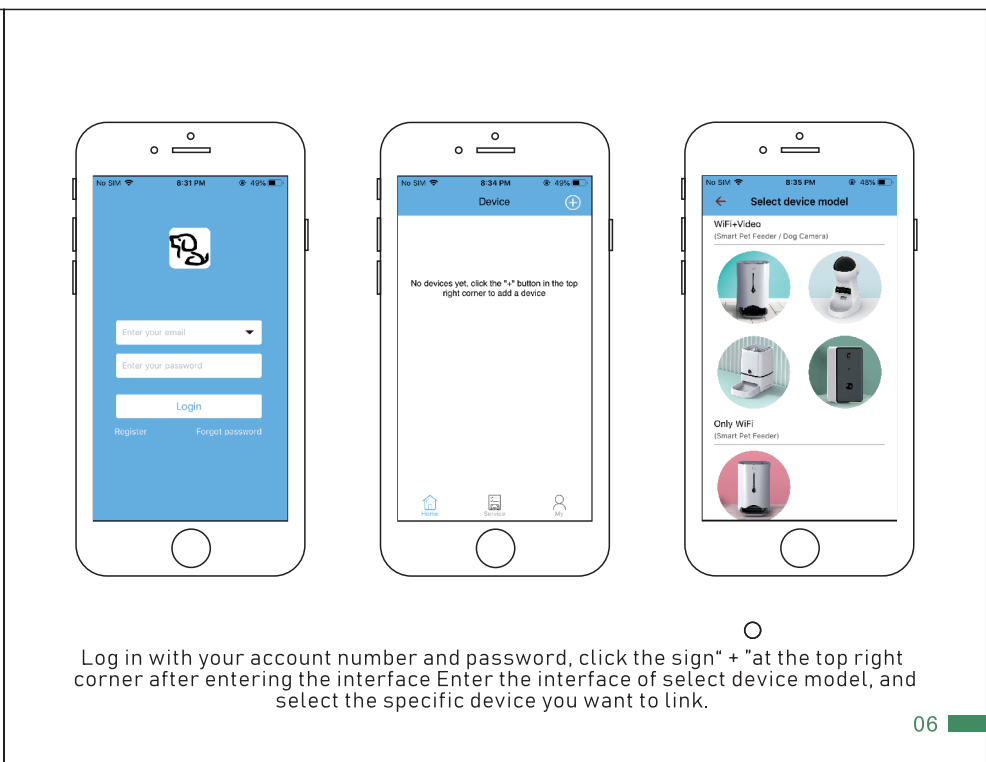 No SIM 8:31 PM 49%
Enter your email
Enter your password
Login
Register Forgot password
No SIM 8:34 PM 49%
Device
No devices yet, click the "+" button in the top
right corner to add a device
Home Service My
No SIM 8:35 PM 48%
Select device model
WiFi+Video
(Smart Pet Feeder / Dog Camera)
Only WiFi
(Smart Pet Feeder)
Log in with your account number and password, click the sign“ + ”at the top right
corner after entering the interface Enter the interface of select device model, and
select the specific device you want to link.
06